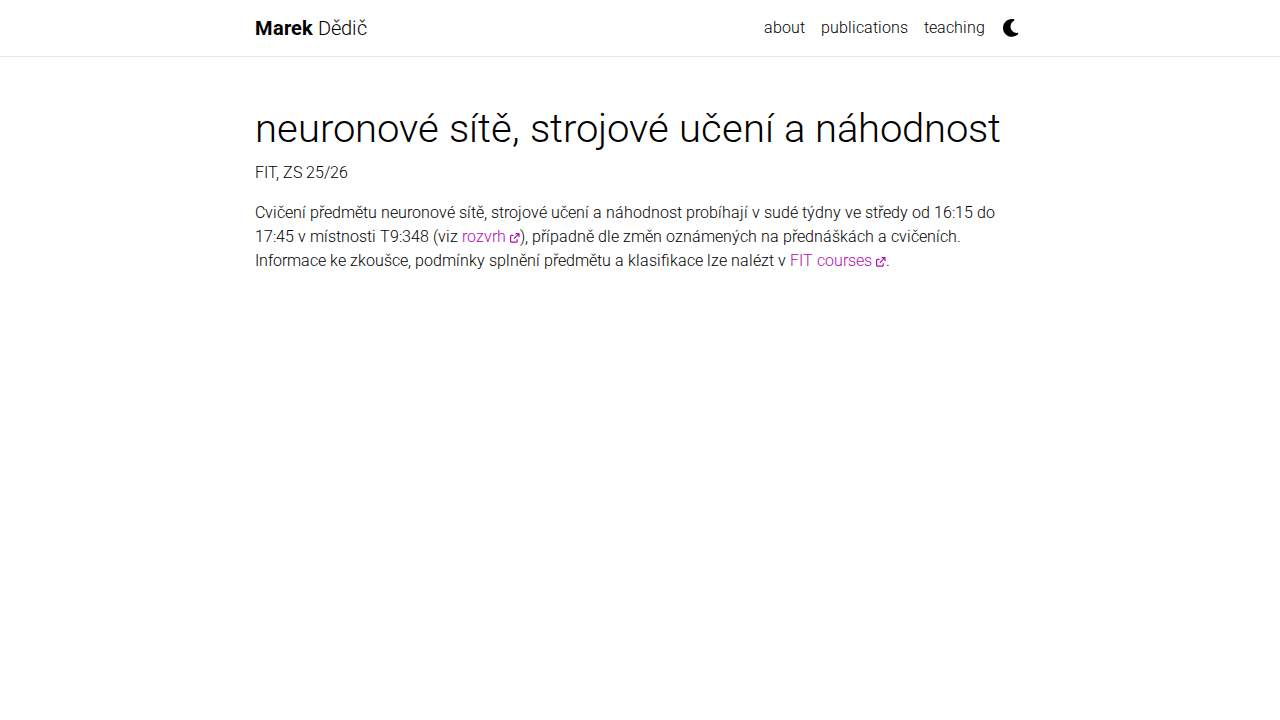 Marek Dědič
about publications teaching
neuronové sítě, strojové učení a náhodnost
FIT, ZS 25/26
Cvičení předmětu neuronové sítě, strojové učení a náhodnost probíhají v sudé týdny ve středy od 16:15 do
17:45 v místnosti T9:348 (viz rozvrh), případně dle změn oznámených na přednáškách a cvičeních.
Informace ke zkoušce, podmínky splnění předmětu a klasifikace lze nalézt v FIT courses.